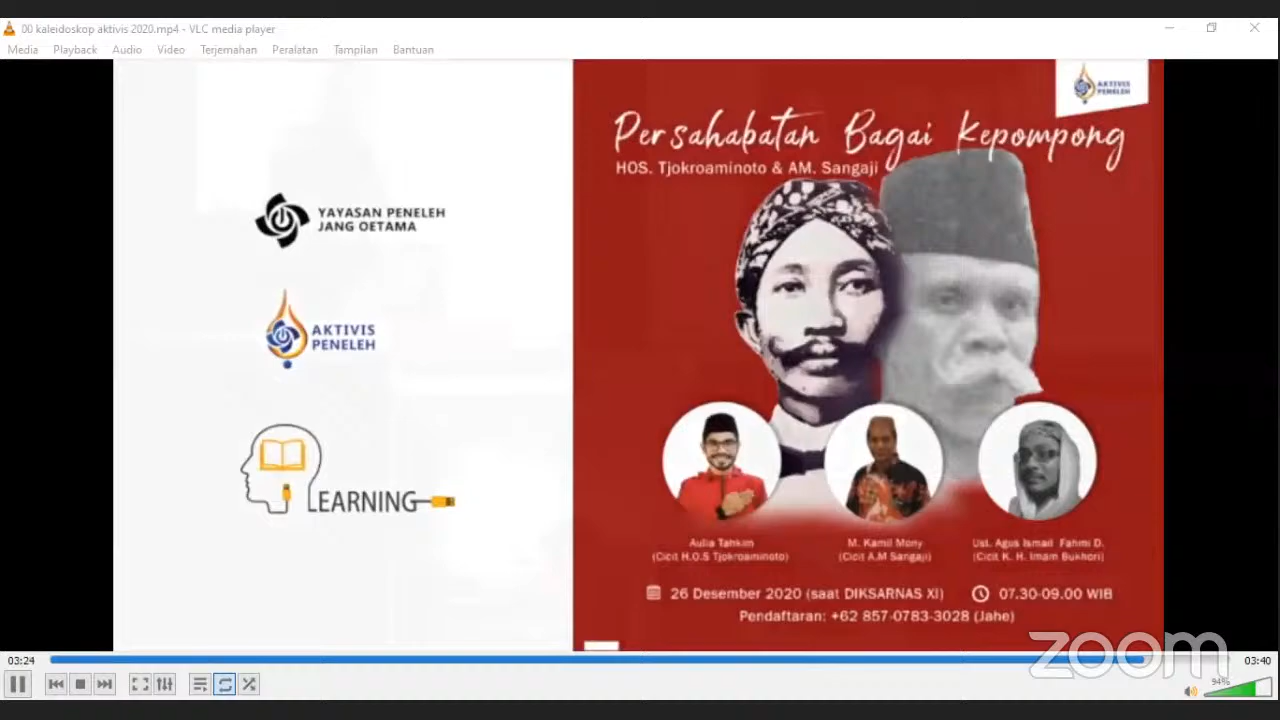 00 kaleidoskop aktivis 2020.mp4 - VLC media player
Media Playback Audio Video Terjemahan Peralatan Tampilan Bantuan
YAYASAN PENELEH
JANG OETAMA
AKTIVIS
PENELEH
LEARNING
AKTIVIS
PENELEH
Persahabatan Bagai Kepompong
HOS. Tjokroaminoto & AM. Sangaji
Aulia Tahkim
(Cicit H.O.S Tjokroaminoto)
M. Kamil Mony
(Cicit A.M Sangaji)
Ust. Agus Ismail Fahmi D.
(Cicit K. H. Imam Bukhori)
26 Desember 2020 (saat DIKSARNAS XI)
07.30-09.00 WIB
Pendaftaran: +62 857-0783-3028 (Jahe)
zoom
03:24
03:40
94%